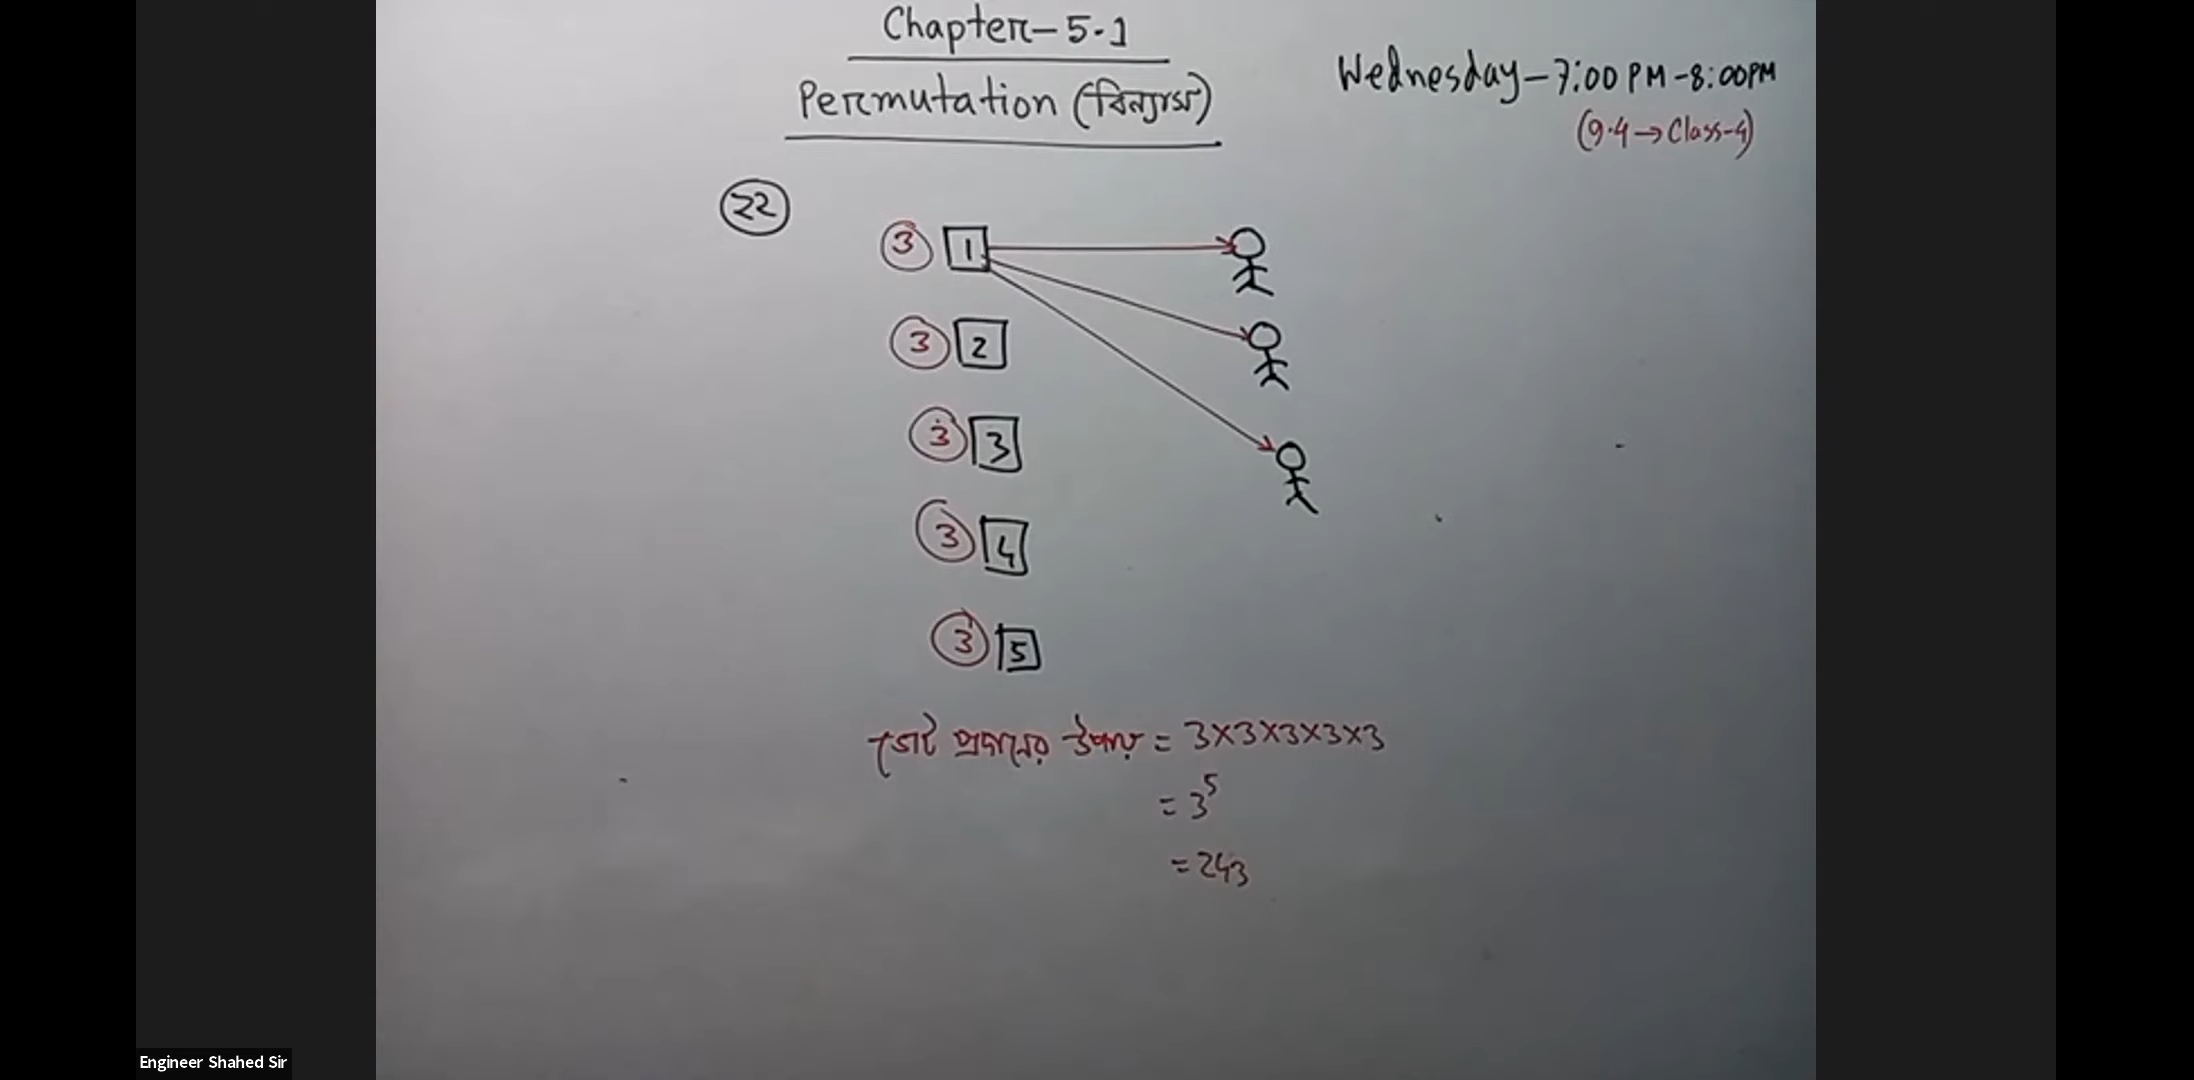 Chapter-5.1
Permutation (বিন্যাস)
Wednesday-7:00 PM-8:00PM
(9.4→Class-4)
২২
3 1
3 2
3 3
3 4
3 5
ভোট প্রদানের উপায় = 3×3×3×3×3
= 3⁵
= 243
Engineer Shahed Sir